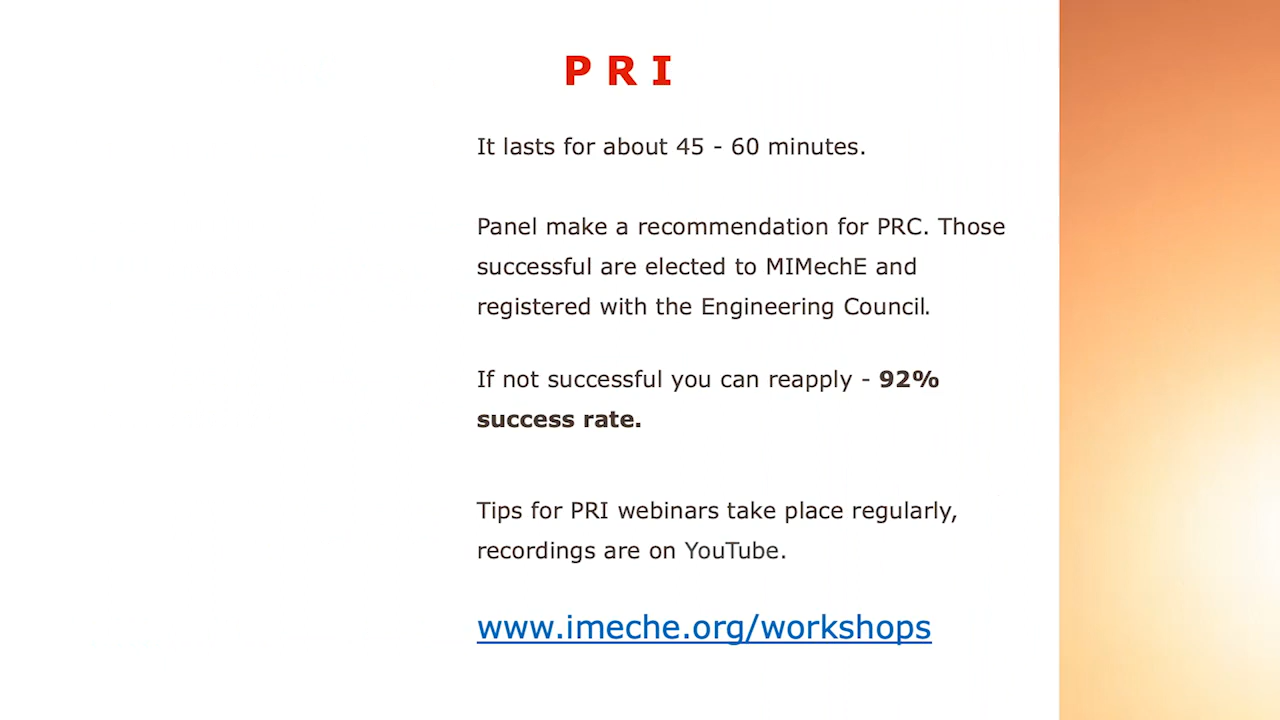 P R I
It lasts for about 45 - 60 minutes.
Panel make a recommendation for PRC. Those
successful are elected to MIMechE and
registered with the Engineering Council.
If not successful you can reapply - 92%
success rate.
Tips for PRI webinars take place regularly,
recordings are on YouTube.
www.imeche.org/workshops